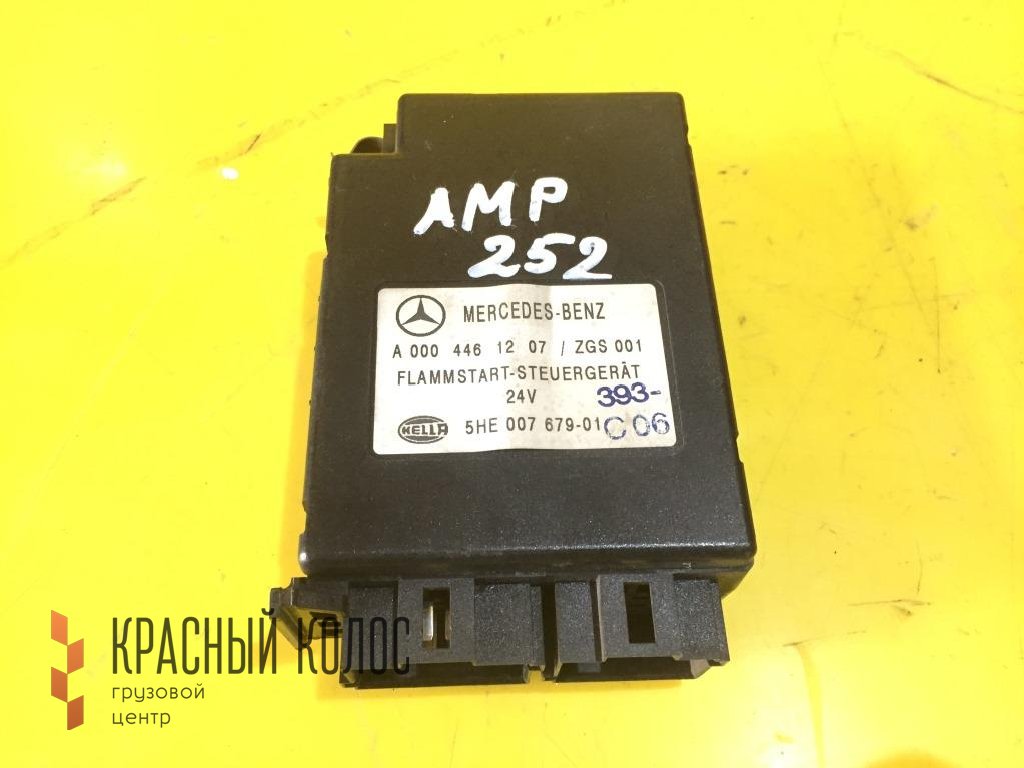 AMP
252
MERCEDES-BENZ
A 000 446 12 07 / ZGS 001
FLAMMSTART-STEUERGERÄT
24V 393-
HELLA 5HE 007 679-01 C 06
КРАСНЫЙ КОЛОС
грузовой
центр